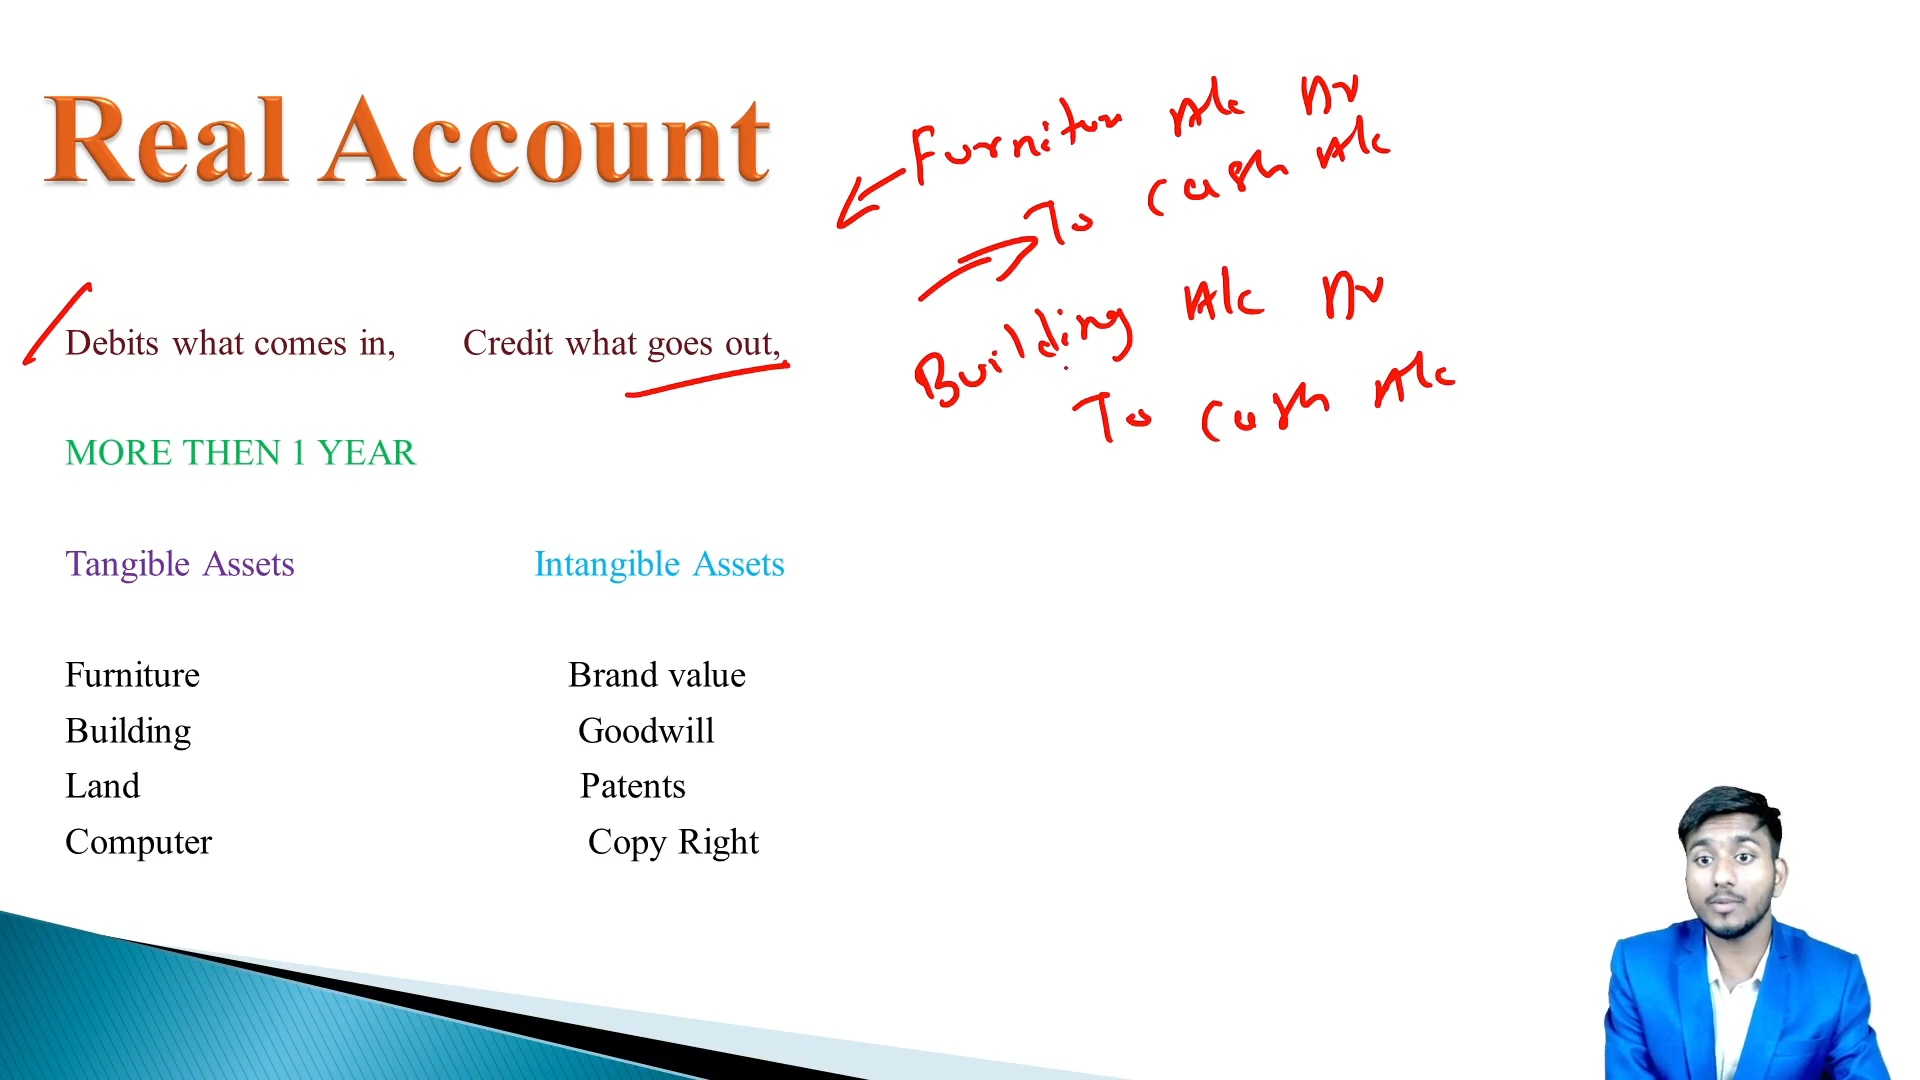 Real Account
Furniture A/c Dr
To Cash A/c
Building A/c Dr
To Cash A/c
Debits what comes in, Credit what goes out,
MORE THEN 1 YEAR
Tangible Assets Intangible Assets
Furniture Brand value
Building Goodwill
Land Patents
Computer Copy Right